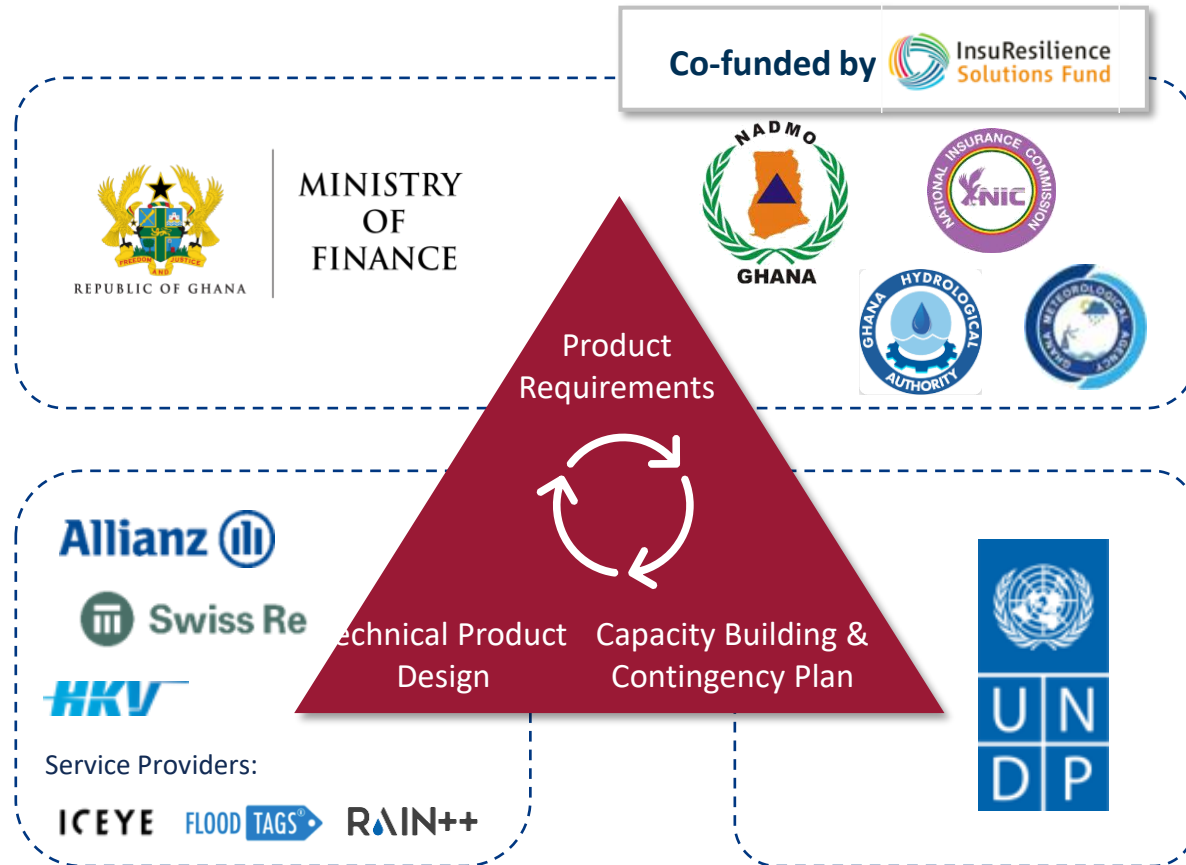 Co-funded by
InsuResilience
Solutions Fund
NADMO
GHANA
NATIONAL INSURANCE COMMISSION
NIC
FREEDOM AND JUSTICE
REPUBLIC OF GHANA
MINISTRY
OF
FINANCE
GHANA HYDROLOGICAL
AUTHORITY
GHANA METEOROLOGICAL AGENCY
Product
Requirements
Allianz
Swiss Re
echnical Product
Design
Capacity Building &
Contingency Plan
HKV
Service Providers:
ICEYE
FLOOD TAGS®
RAIN++
U N
D P